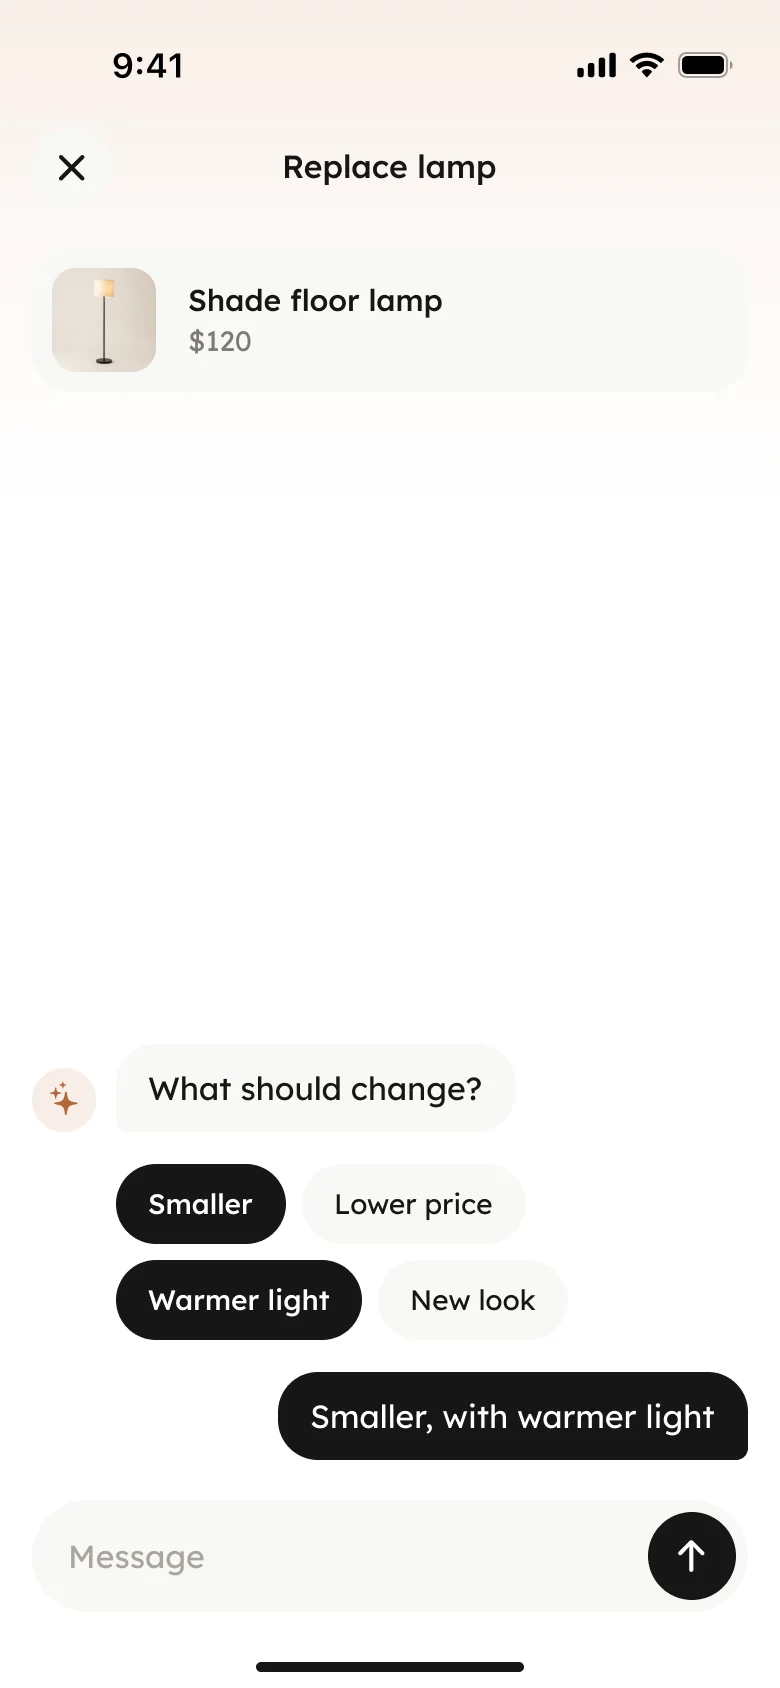 9:41
Replace lamp
Shade floor lamp
$120
What should change?
Smaller
Lower price
Warmer light
New look
Smaller, with warmer light
Message